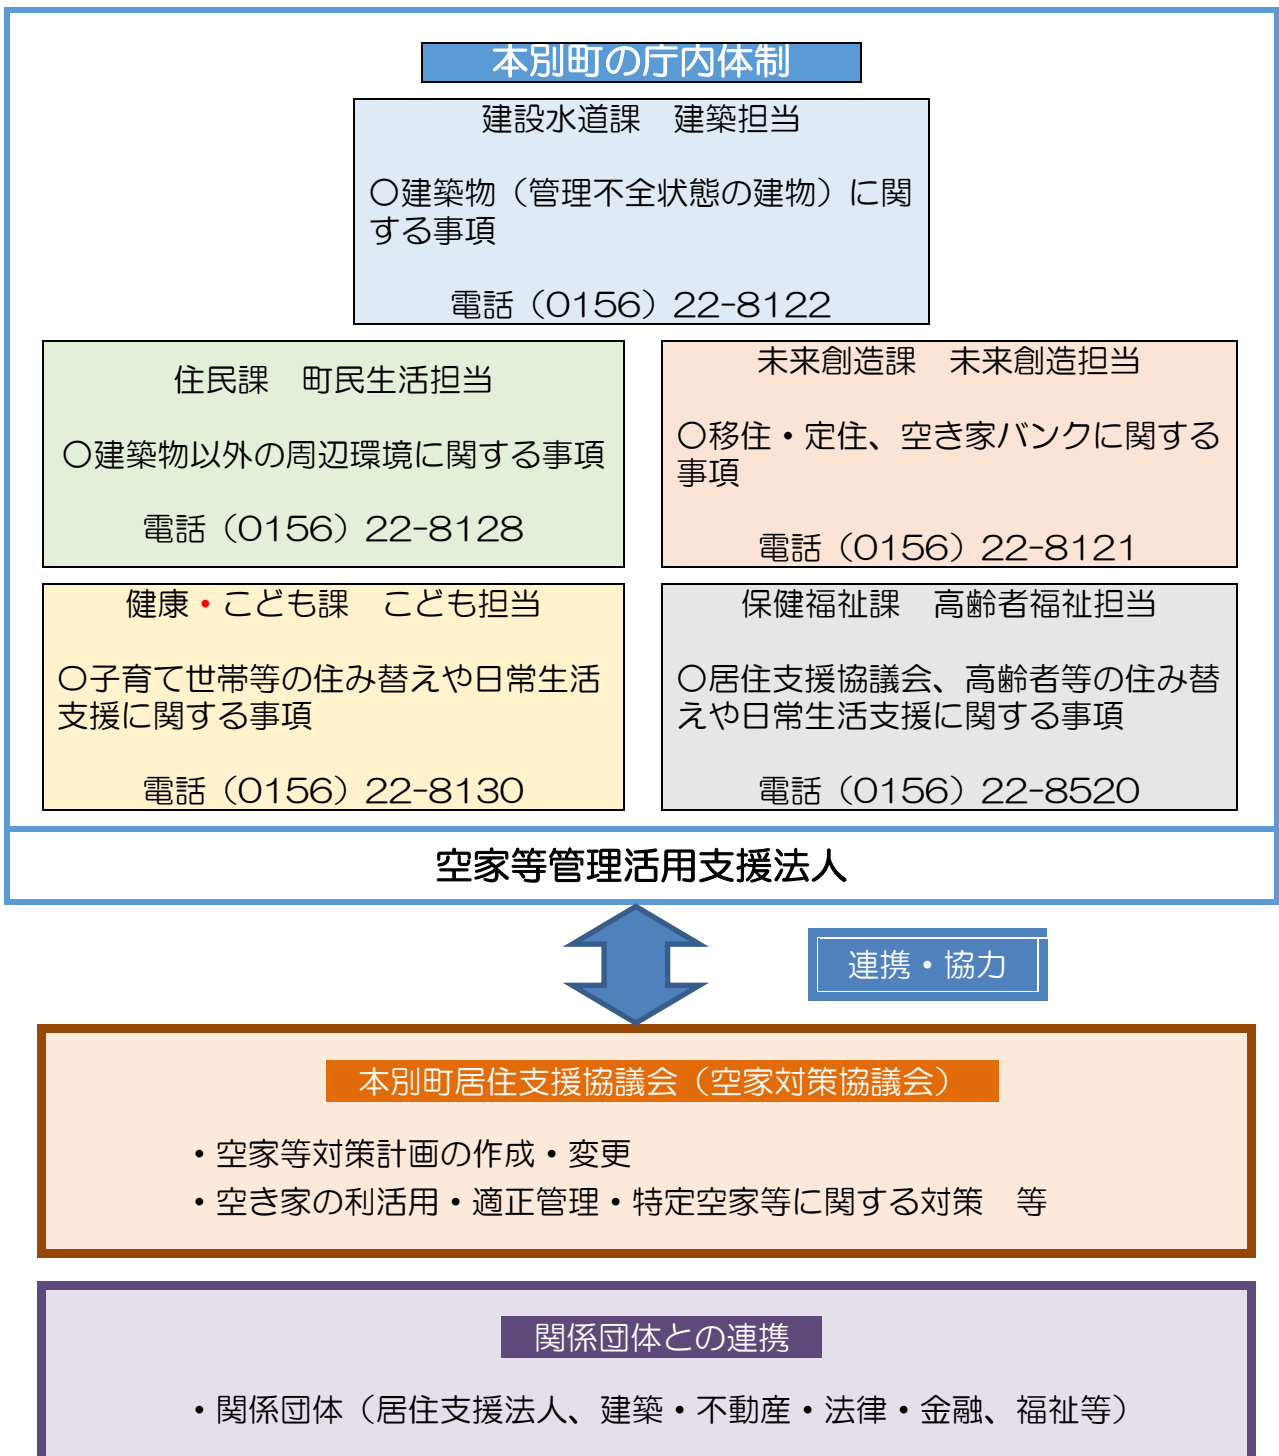 本別町の庁内体制
建設水道課　建築担当
〇建築物（管理不全状態の建物）に関
する事項
電話（0156）22-8122
住民課　町民生活担当
〇建築物以外の周辺環境に関する事項
電話（0156）22-8128
未来創造課　未来創造担当
〇移住・定住、空き家バンクに関する
事項
電話（0156）22-8121
健康・こども課　こども担当
〇子育て世帯等の住み替えや日常生活
支援に関する事項
電話（0156）22-8130
保健福祉課　高齢者福祉担当
〇居住支援協議会、高齢者等の住み替
えや日常生活支援に関する事項
電話（0156）22-8520
空家等管理活用支援法人
連携・協力
本別町居住支援協議会（空家対策協議会）
・空家等対策計画の作成・変更
・空き家の利活用・適正管理・特定空家等に関する対策　等
関係団体との連携
・関係団体（居住支援法人、建築・不動産・法律・金融、福祉等）